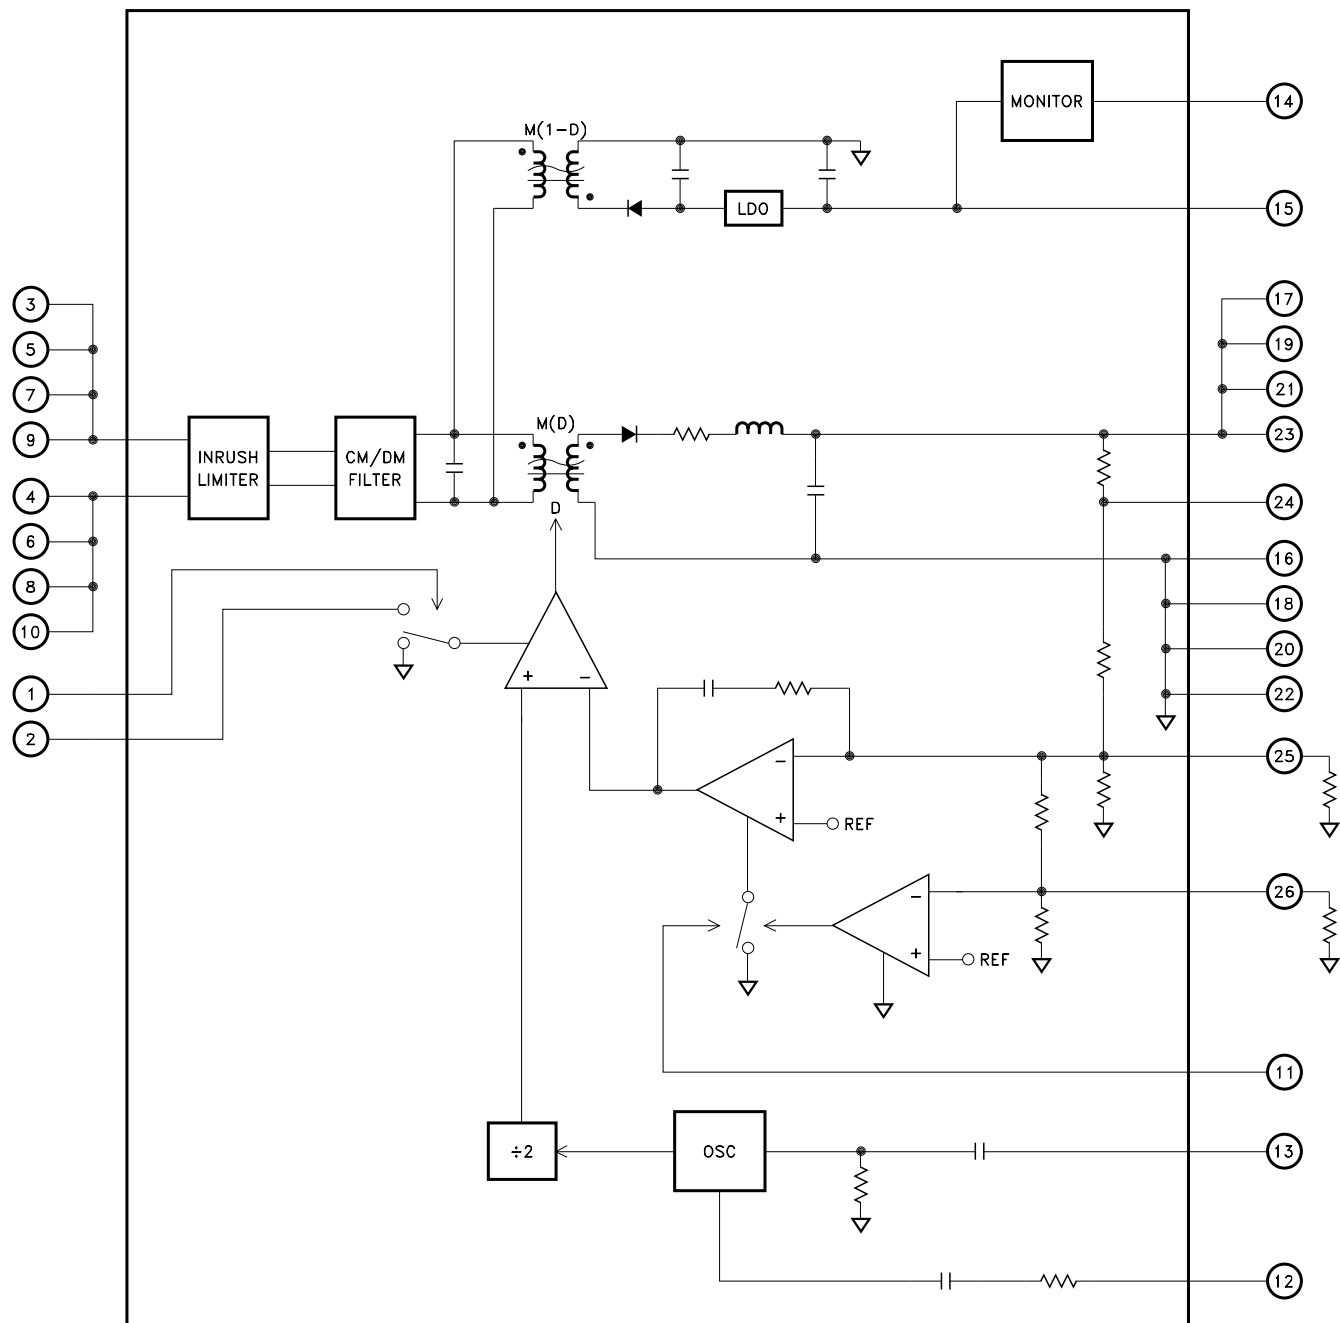 MONITOR
14
M(1-D)
LDO
15
3
17
5
19
7
21
M(D)
9
23
INRUSH
LIMITER
CM/DM
FILTER
4
24
D
6
16
8
18
10
20
+
-
1
22
2
25
-
+
REF
26
-
+
REF
11
÷2
OSC
13
12